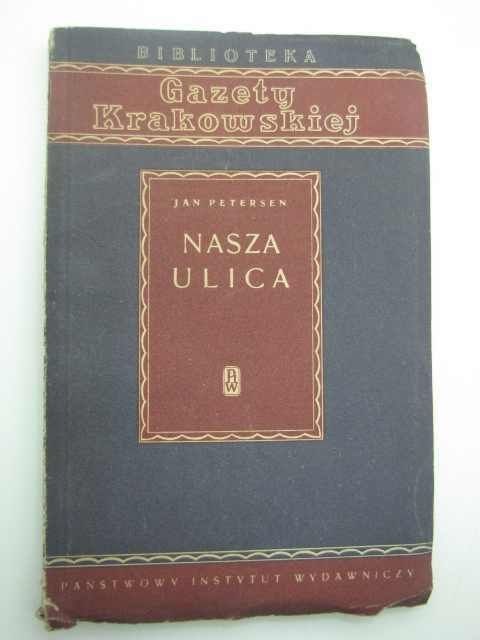 BIBLIOTEKA
Gazety
Krakowskiej
JAN PETERSEN
NASZA
ULICA
PIW
PAŃSTWOWY INSTYTUT WYDAWNICZY